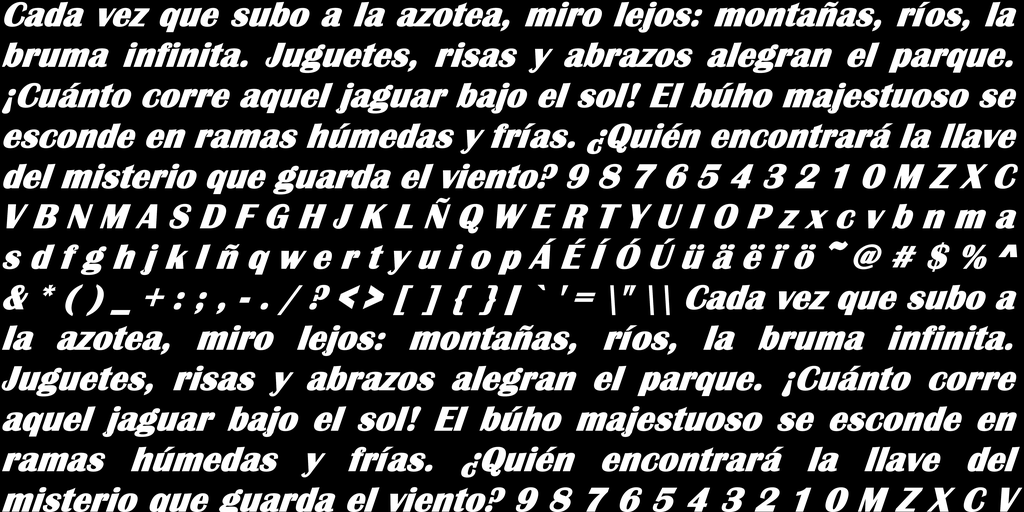 Cada vez que subo a la azotea, miro lejos: montañas, ríos, la
bruma infinita. Juguetes, risas y abrazos alegran el parque.
¡Cuánto corre aquel jaguar bajo el sol! El búho majestuoso se
esconde en ramas húmedas y frías. ¿Quién encontrará la llave
del misterio que guarda el viento? 9 8 7 6 5 4 3 2 1 0 M Z X C
V B N M A S D F G H J K L Ñ Q W E R T Y U I O P z x c v b n m a
s d f g h j k l ñ q w e r t y u i o p Á É Í Ó Ú ü ä ë ï ö ~ @ # $ % ^
& * ( ) _ + : ; , - . / ? < > [ ] { } | ` ' = \" \\ Cada vez que subo a
la azotea, miro lejos: montañas, ríos, la bruma infinita.
Juguetes, risas y abrazos alegran el parque. ¡Cuánto corre
aquel jaguar bajo el sol! El búho majestuoso se esconde en
ramas húmedas y frías. ¿Quién encontrará la llave del
misterio que guarda el viento? 9 8 7 6 5 4 3 2 1 0 M Z X C V